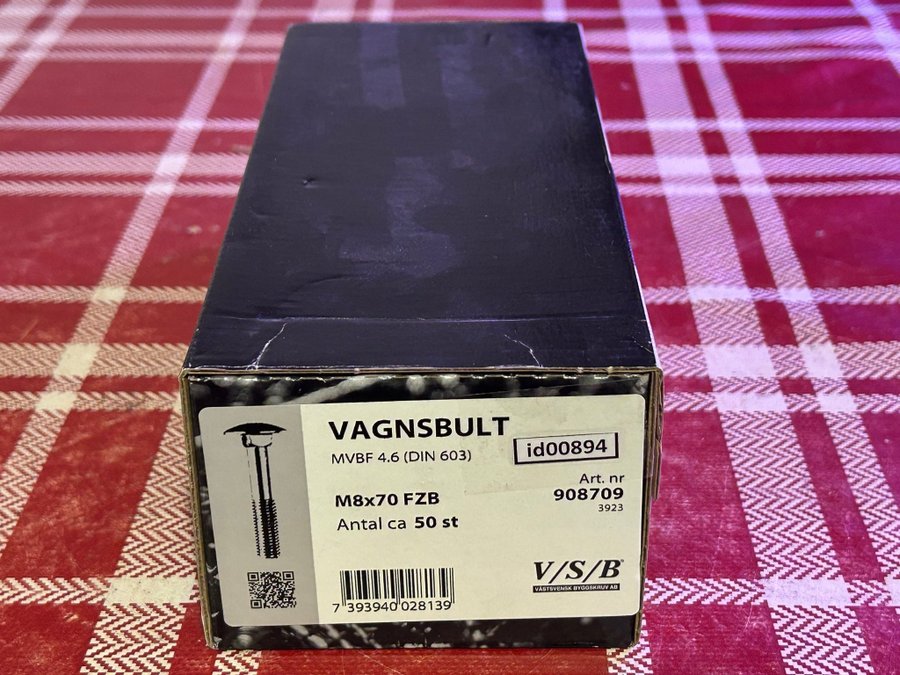 VAGNSBULT
MVBF 4.6 (DIN 603)
id00894
Art. nr
908709
3923
M8x70 FZB
Antal ca 50 st
7 393940 028139
V/S/B
VÄSTSVENSK BYGGSKRUV AB